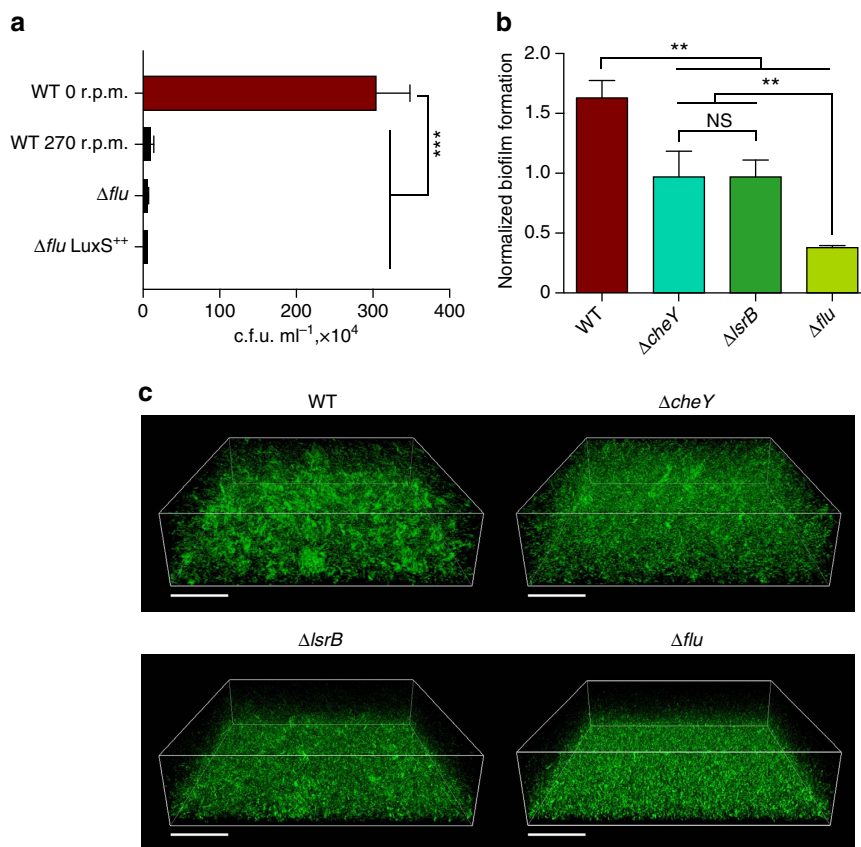 a
WT 0 r.p.m.
WT 270 r.p.m.
Δflu
Δflu LuxS⁺⁺
***
0 100 200 300 400
c.f.u. ml⁻¹,×10⁴
b
Normalized biofilm formation
2.0
1.5
1.0
0.5
0
**
**
NS
WT
ΔcheY
ΔlsrB
Δflu
c
WT ΔcheY
ΔlsrB Δflu